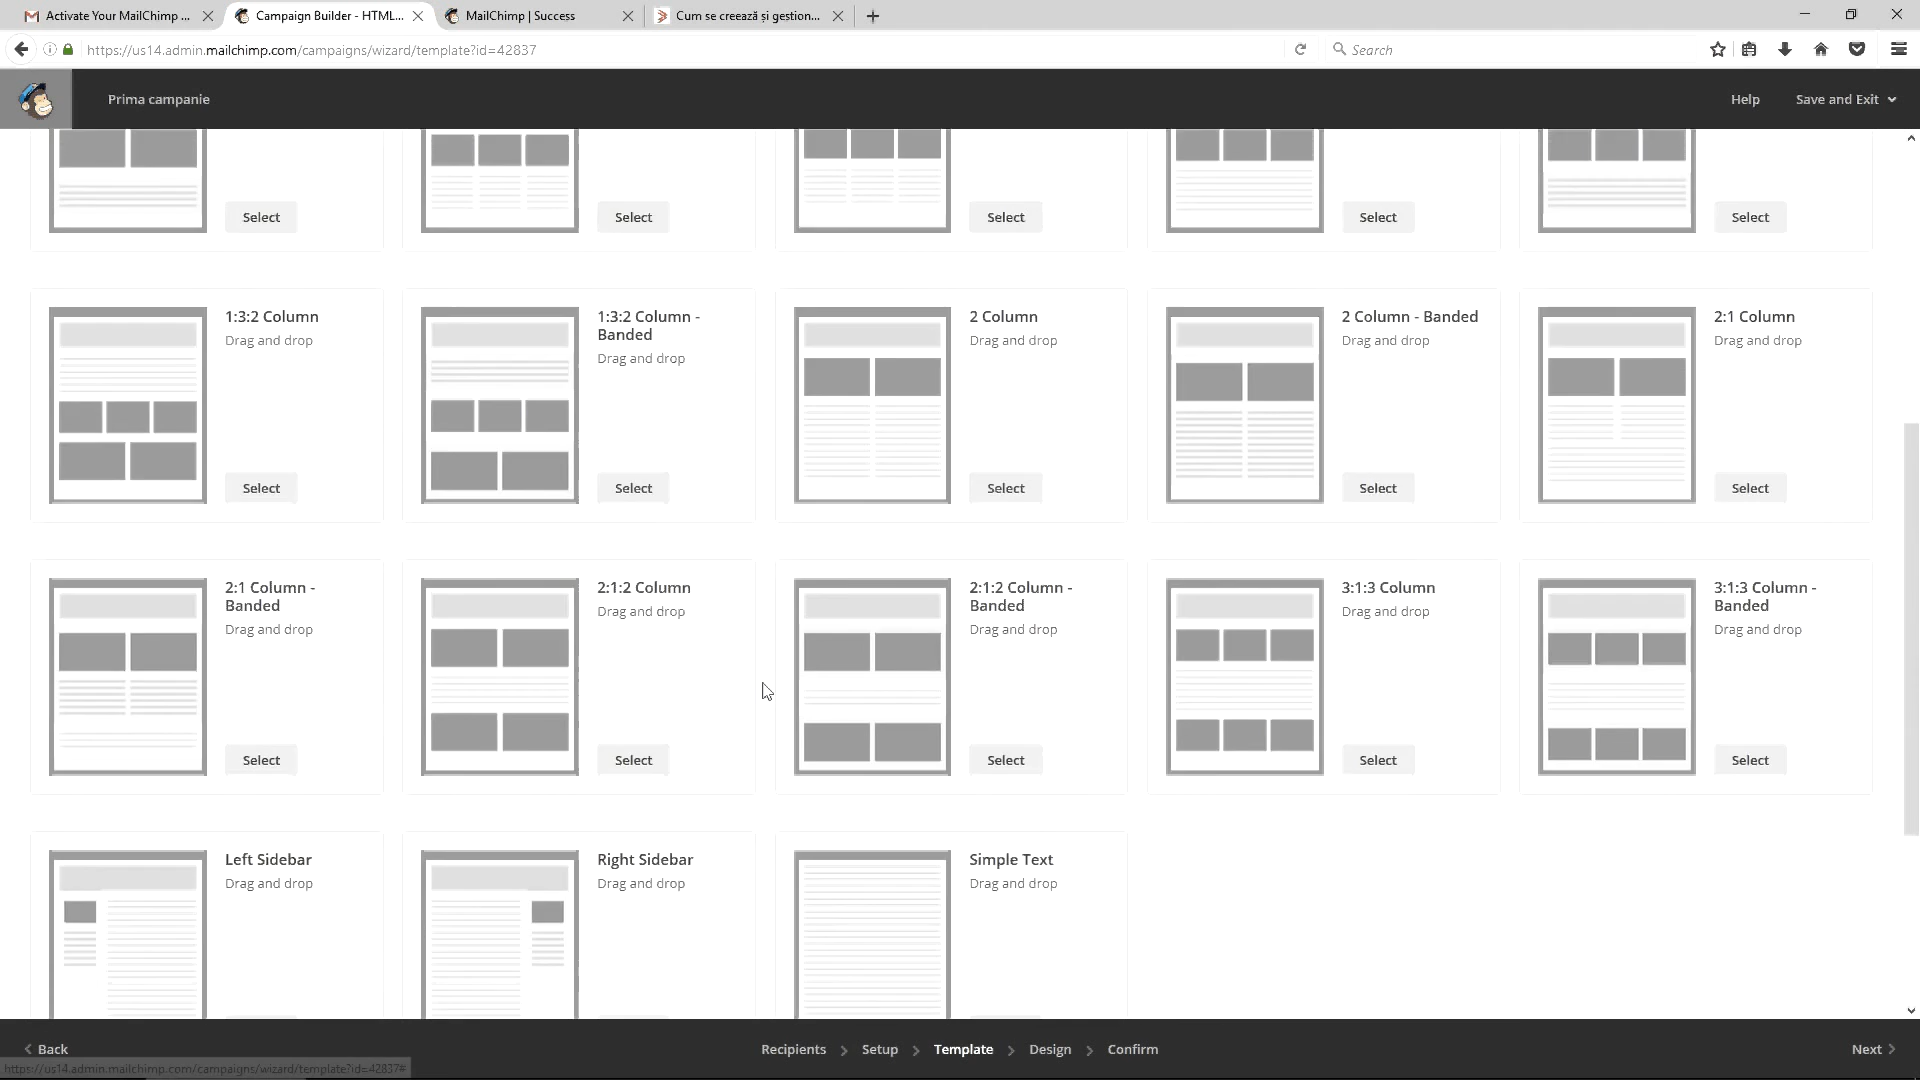 Activate Your MailChimp ...
Campaign Builder - HTML...
MailChimp | Success
Cum se creează și gestion...
https://us14.admin.mailchimp.com/campaigns/wizard/template?id=42837
Search
Prima campanie
Help
Save and Exit
Select
Select
Select
Select
Select
1:3:2 Column
Drag and drop
Select
1:3:2 Column -
Banded
Drag and drop
Select
2 Column
Drag and drop
Select
2 Column - Banded
Drag and drop
Select
2:1 Column
Drag and drop
Select
2:1 Column -
Banded
Drag and drop
Select
2:1:2 Column
Drag and drop
Select
2:1:2 Column -
Banded
Drag and drop
Select
3:1:3 Column
Drag and drop
Select
3:1:3 Column -
Banded
Drag and drop
Select
Left Sidebar
Drag and drop
Right Sidebar
Drag and drop
Simple Text
Drag and drop
Back
Recipients
Setup
Template
Design
Confirm
Next
https://us14.admin.mailchimp.com/campaigns/wizard/template?id=42837#